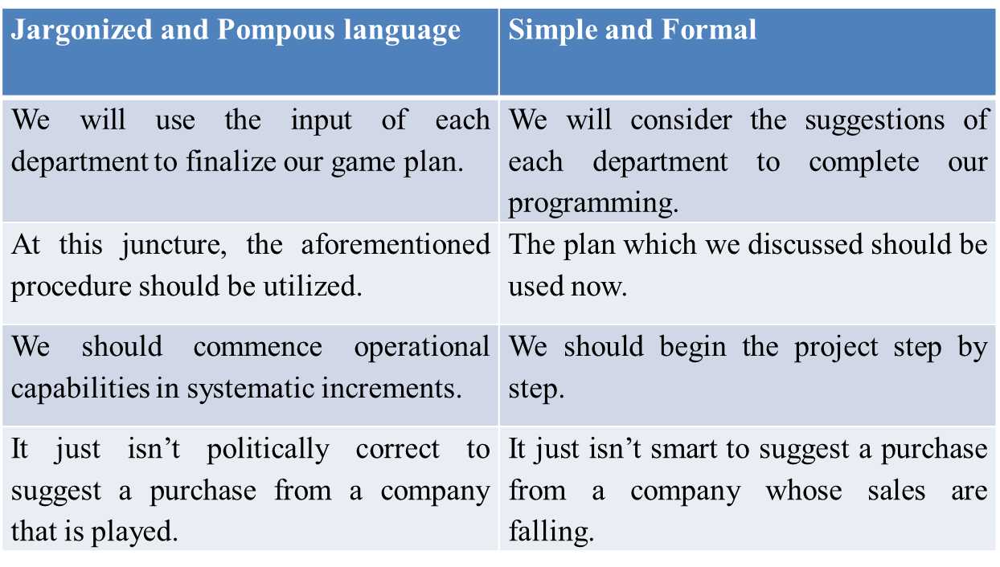 Jargonized and Pompous language
Simple and Formal
We will use the input of each
department to finalize our game plan.
We will consider the suggestions of
each department to complete our
programming.
At this juncture, the aforementioned
procedure should be utilized.
The plan which we discussed should be
used now.
We should commence operational
capabilities in systematic increments.
We should begin the project step by
step.
It just isn’t politically correct to
suggest a purchase from a company
that is played.
It just isn’t smart to suggest a purchase
from a company whose sales are
falling.